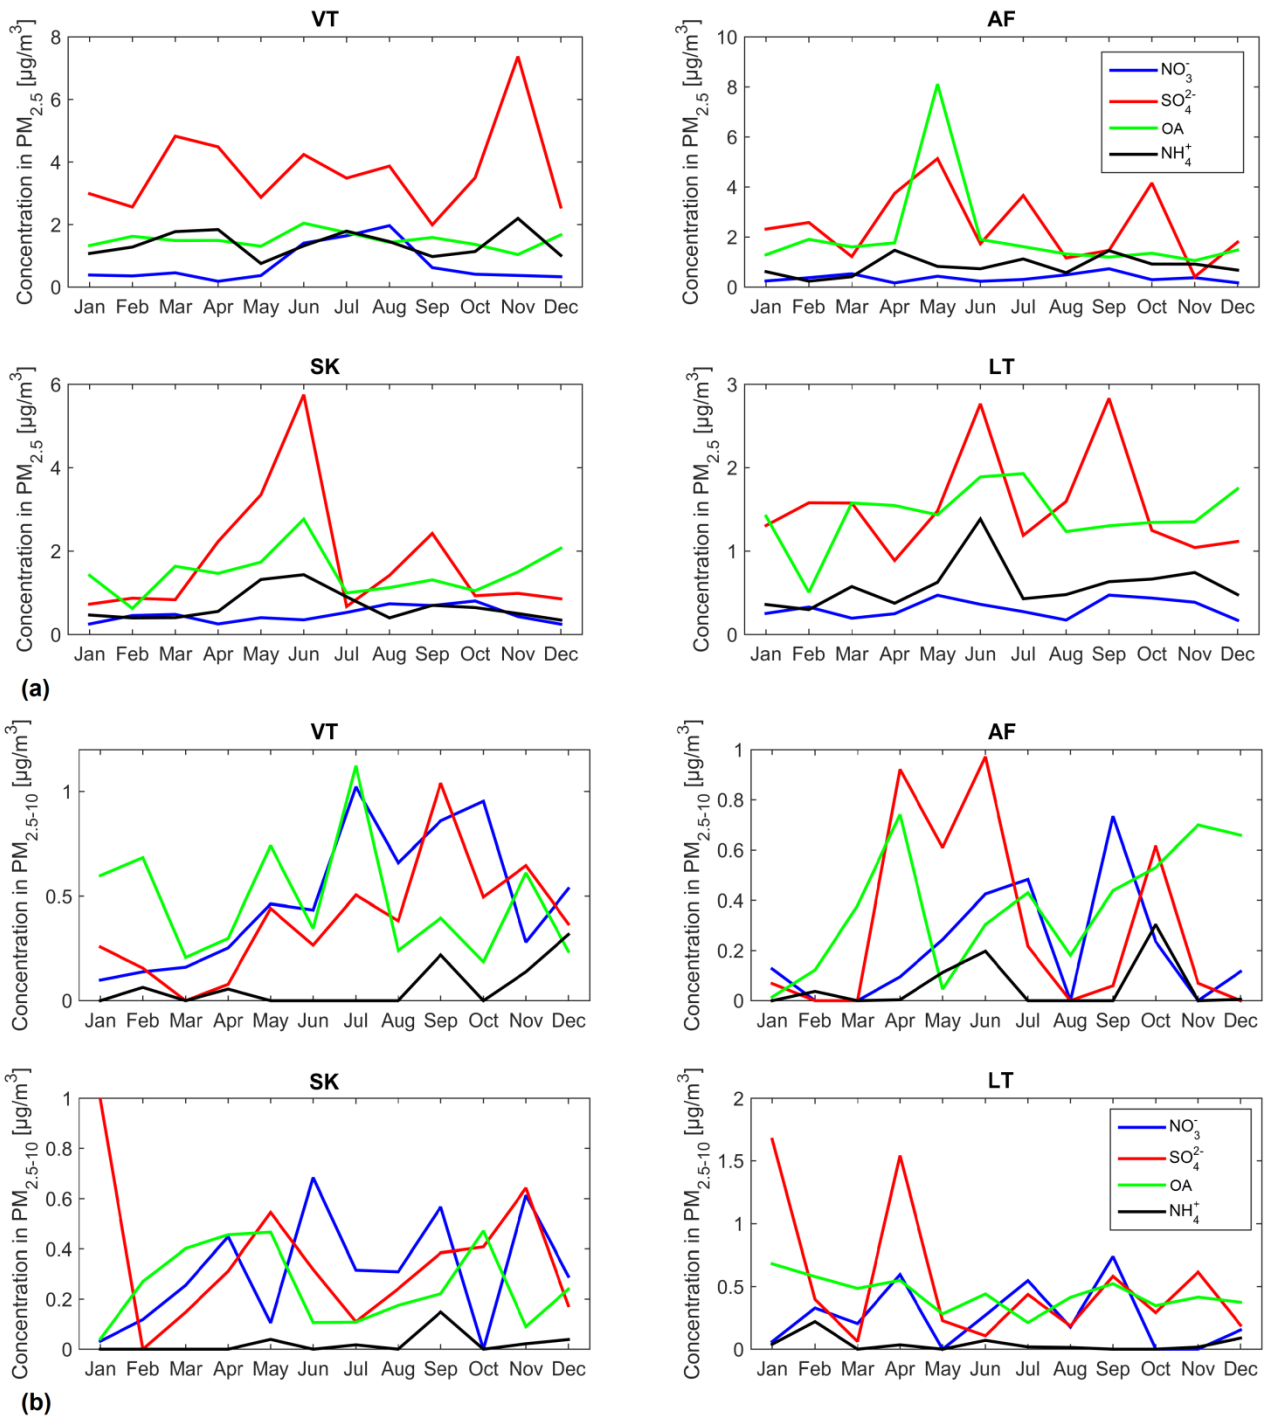 VT
Concentration in PM2.5 [µg/m³]
8
6
4
2
0
Jan Feb Mar Apr May Jun Jul Aug Sep Oct Nov Dec
AF
Concentration in PM2.5 [µg/m³]
10
8
6
4
2
0
Jan Feb Mar Apr May Jun Jul Aug Sep Oct Nov Dec
NO3-
SO42-
OA
NH4+
SK
Concentration in PM2.5 [µg/m³]
6
4
2
0
Jan Feb Mar Apr May Jun Jul Aug Sep Oct Nov Dec
LT
Concentration in PM2.5 [µg/m³]
3
2
1
0
Jan Feb Mar Apr May Jun Jul Aug Sep Oct Nov Dec
(a)
VT
Concentration in PM2.5-10 [µg/m³]
1
0.5
0
Jan Feb Mar Apr May Jun Jul Aug Sep Oct Nov Dec
AF
Concentration in PM2.5-10 [µg/m³]
1
0.8
0.6
0.4
0.2
0
Jan Feb Mar Apr May Jun Jul Aug Sep Oct Nov Dec
SK
Concentration in PM2.5-10 [µg/m³]
1
0.8
0.6
0.4
0.2
0
Jan Feb Mar Apr May Jun Jul Aug Sep Oct Nov Dec
LT
Concentration in PM2.5-10 [µg/m³]
2
1.5
1
0.5
0
Jan Feb Mar Apr May Jun Jul Aug Sep Oct Nov Dec
NO3-
SO42-
OA
NH4+
(b)